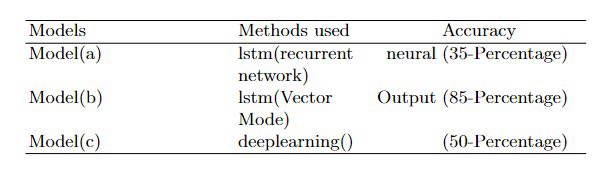 Models Methods used Accuracy
Model(a) lstm(recurrent neural (35-Percentage)
network)
Model(b) lstm(Vector Output (85-Percentage)
Mode)
Model(c) deeplearning() (50-Percentage)